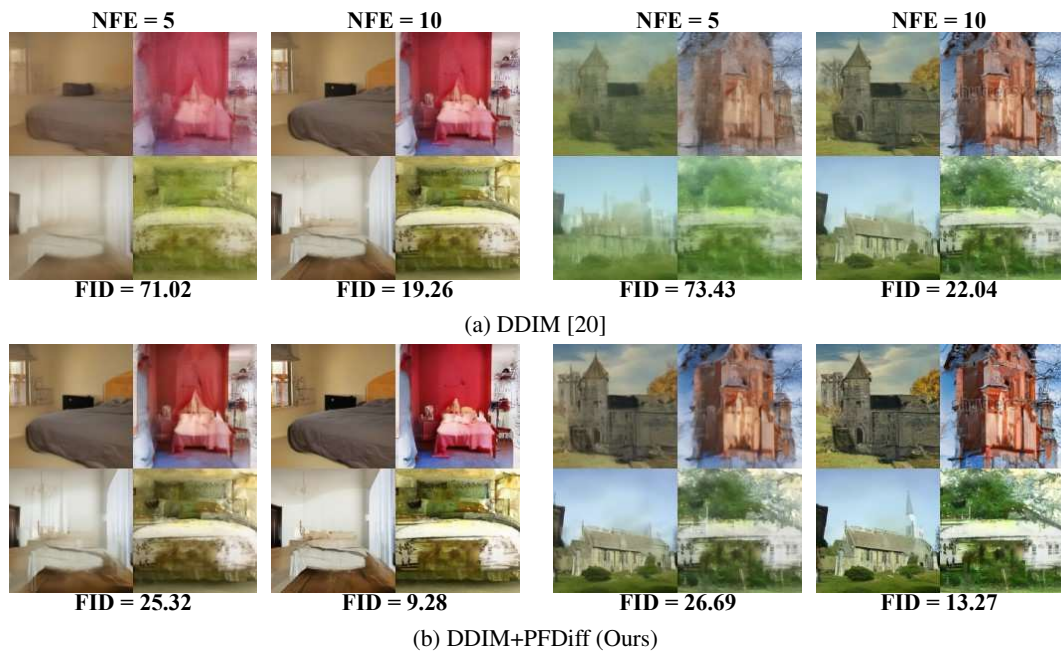 NFE = 5 NFE = 10 NFE = 5 NFE = 10
FID = 71.02 FID = 19.26 FID = 73.43 FID = 22.04
(a) DDIM [20]
FID = 25.32 FID = 9.28 FID = 26.69 FID = 13.27
(b) DDIM+PFDiff (Ours)